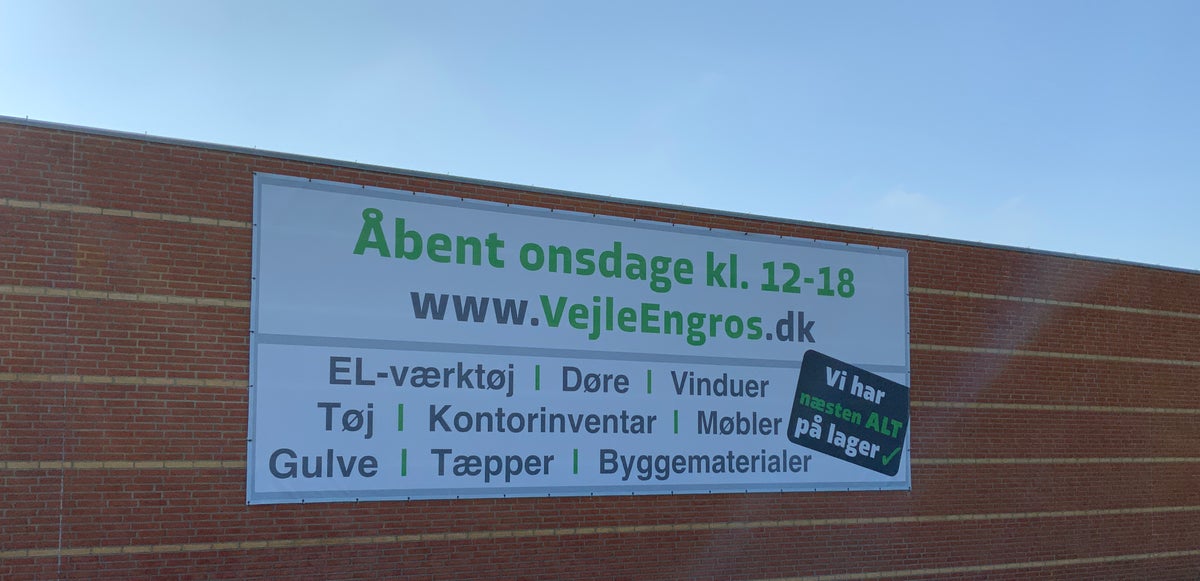 Åbent onsdage kl. 12-18
www.VejleEngros.dk
EL-værktøj | Døre | Vinduer
Tøj | Kontorinventar | Møbler
Gulve | Tæpper | Byggematerialer
Vi har
næsten ALT
på lager ✓